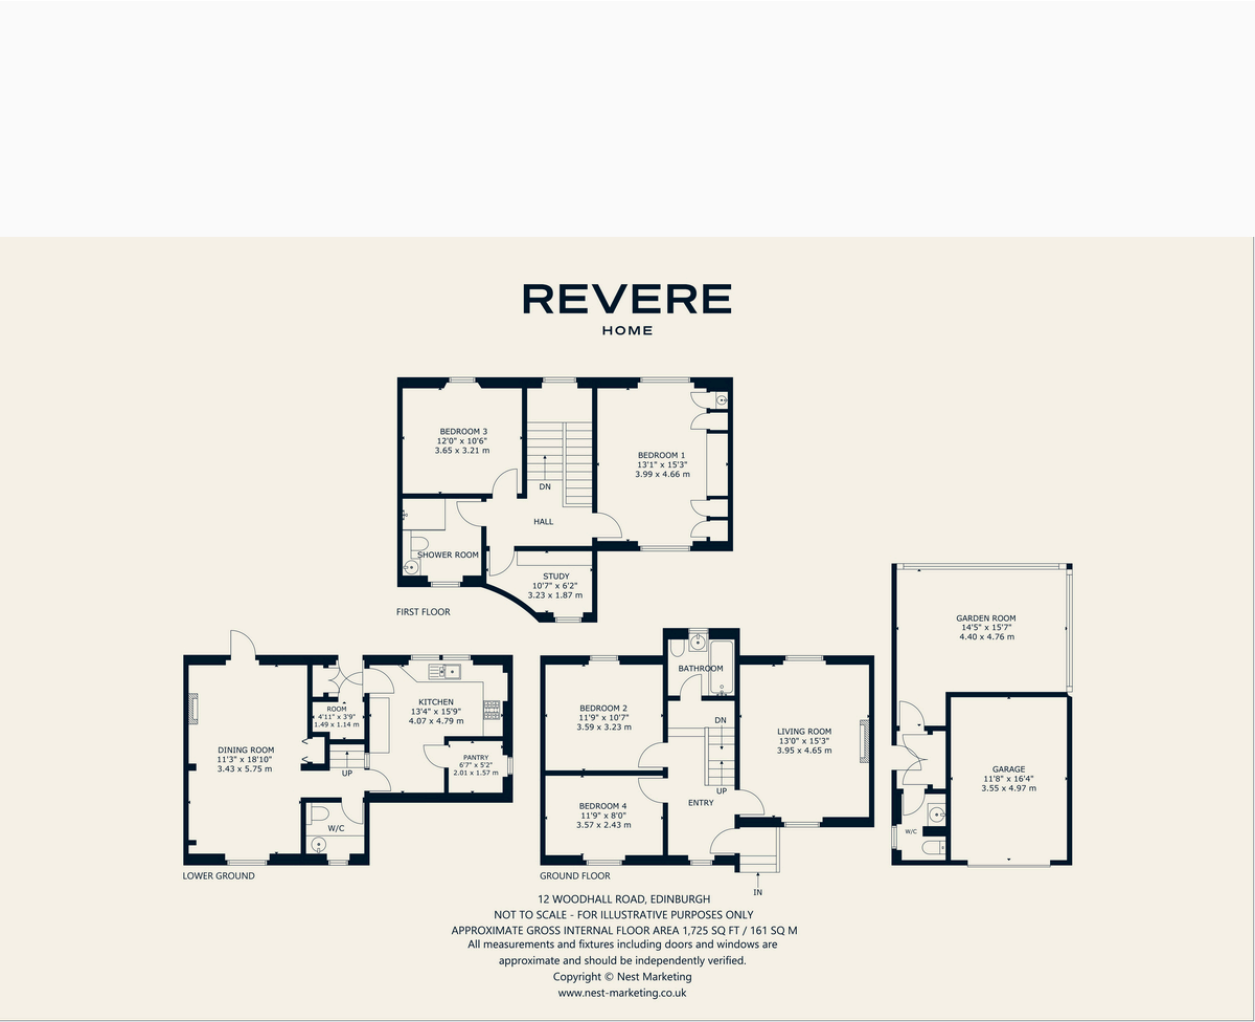 REVERE
HOME
BEDROOM 3
12'0" x 10'6"
3.65 x 3.21 m
DN
BEDROOM 1
13'1" x 15'3"
3.99 x 4.66 m
HALL
SHOWER ROOM
STUDY
10'7" x 6'2"
3.23 x 1.87 m
FIRST FLOOR
ROOM
4'11" x 3'9"
1.49 x 1.14 m
KITCHEN
13'4" x 15'9"
4.07 x 4.79 m
DINING ROOM
11'3" x 18'10"
3.43 x 5.75 m
UP
PANTRY
6'7" x 5'2"
2.01 x 1.57 m
W/C
LOWER GROUND
BATHROOM
BEDROOM 2
11'9" x 10'7"
3.59 x 3.23 m
DN
LIVING ROOM
13'0" x 15'3"
3.95 x 4.65 m
UP
ENTRY
BEDROOM 4
11'9" x 8'0"
3.57 x 2.43 m
GROUND FLOOR
IN
GARDEN ROOM
14'5" x 15'7"
4.40 x 4.76 m
GARAGE
11'8" x 16'4"
3.55 x 4.97 m
W/C
12 WOODHALL ROAD, EDINBURGH
NOT TO SCALE - FOR ILLUSTRATIVE PURPOSES ONLY
APPROXIMATE GROSS INTERNAL FLOOR AREA 1,725 SQ FT / 161 SQ M
All measurements and fixtures including doors and windows are
approximate and should be independently verified.
Copyright © Nest Marketing
www.nest-marketing.co.uk